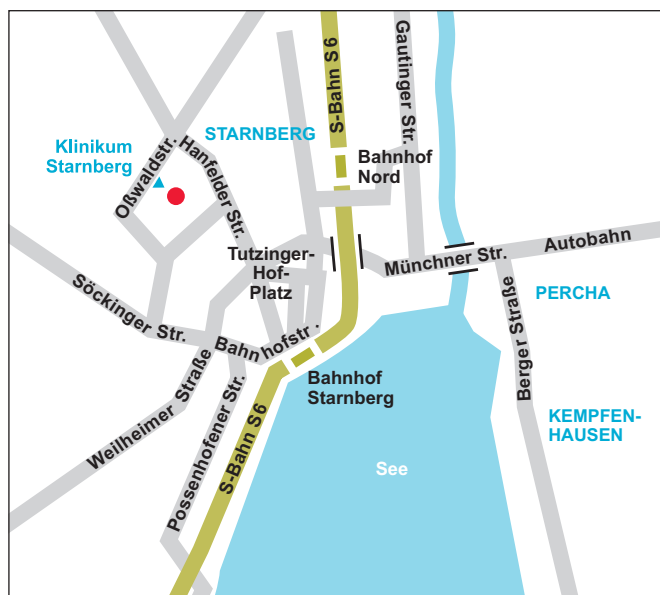 S-Bahn S 6
Gautinger Str.
STARNBERG
Klinikum
Starnberg
Oßwaldstr.
Hanfelder Str.
Bahnhof
Nord
Tutzinger-
Hof-
Platz
Münchner Str.
Autobahn
Söckinger Str.
Bahnhofstr.
PERCHA
Berger Straße
Weilheimer Straße
Possenhofener Str.
S-Bahn S6
Bahnhof
Starnberg
KEMPFEN-
HAUSEN
See